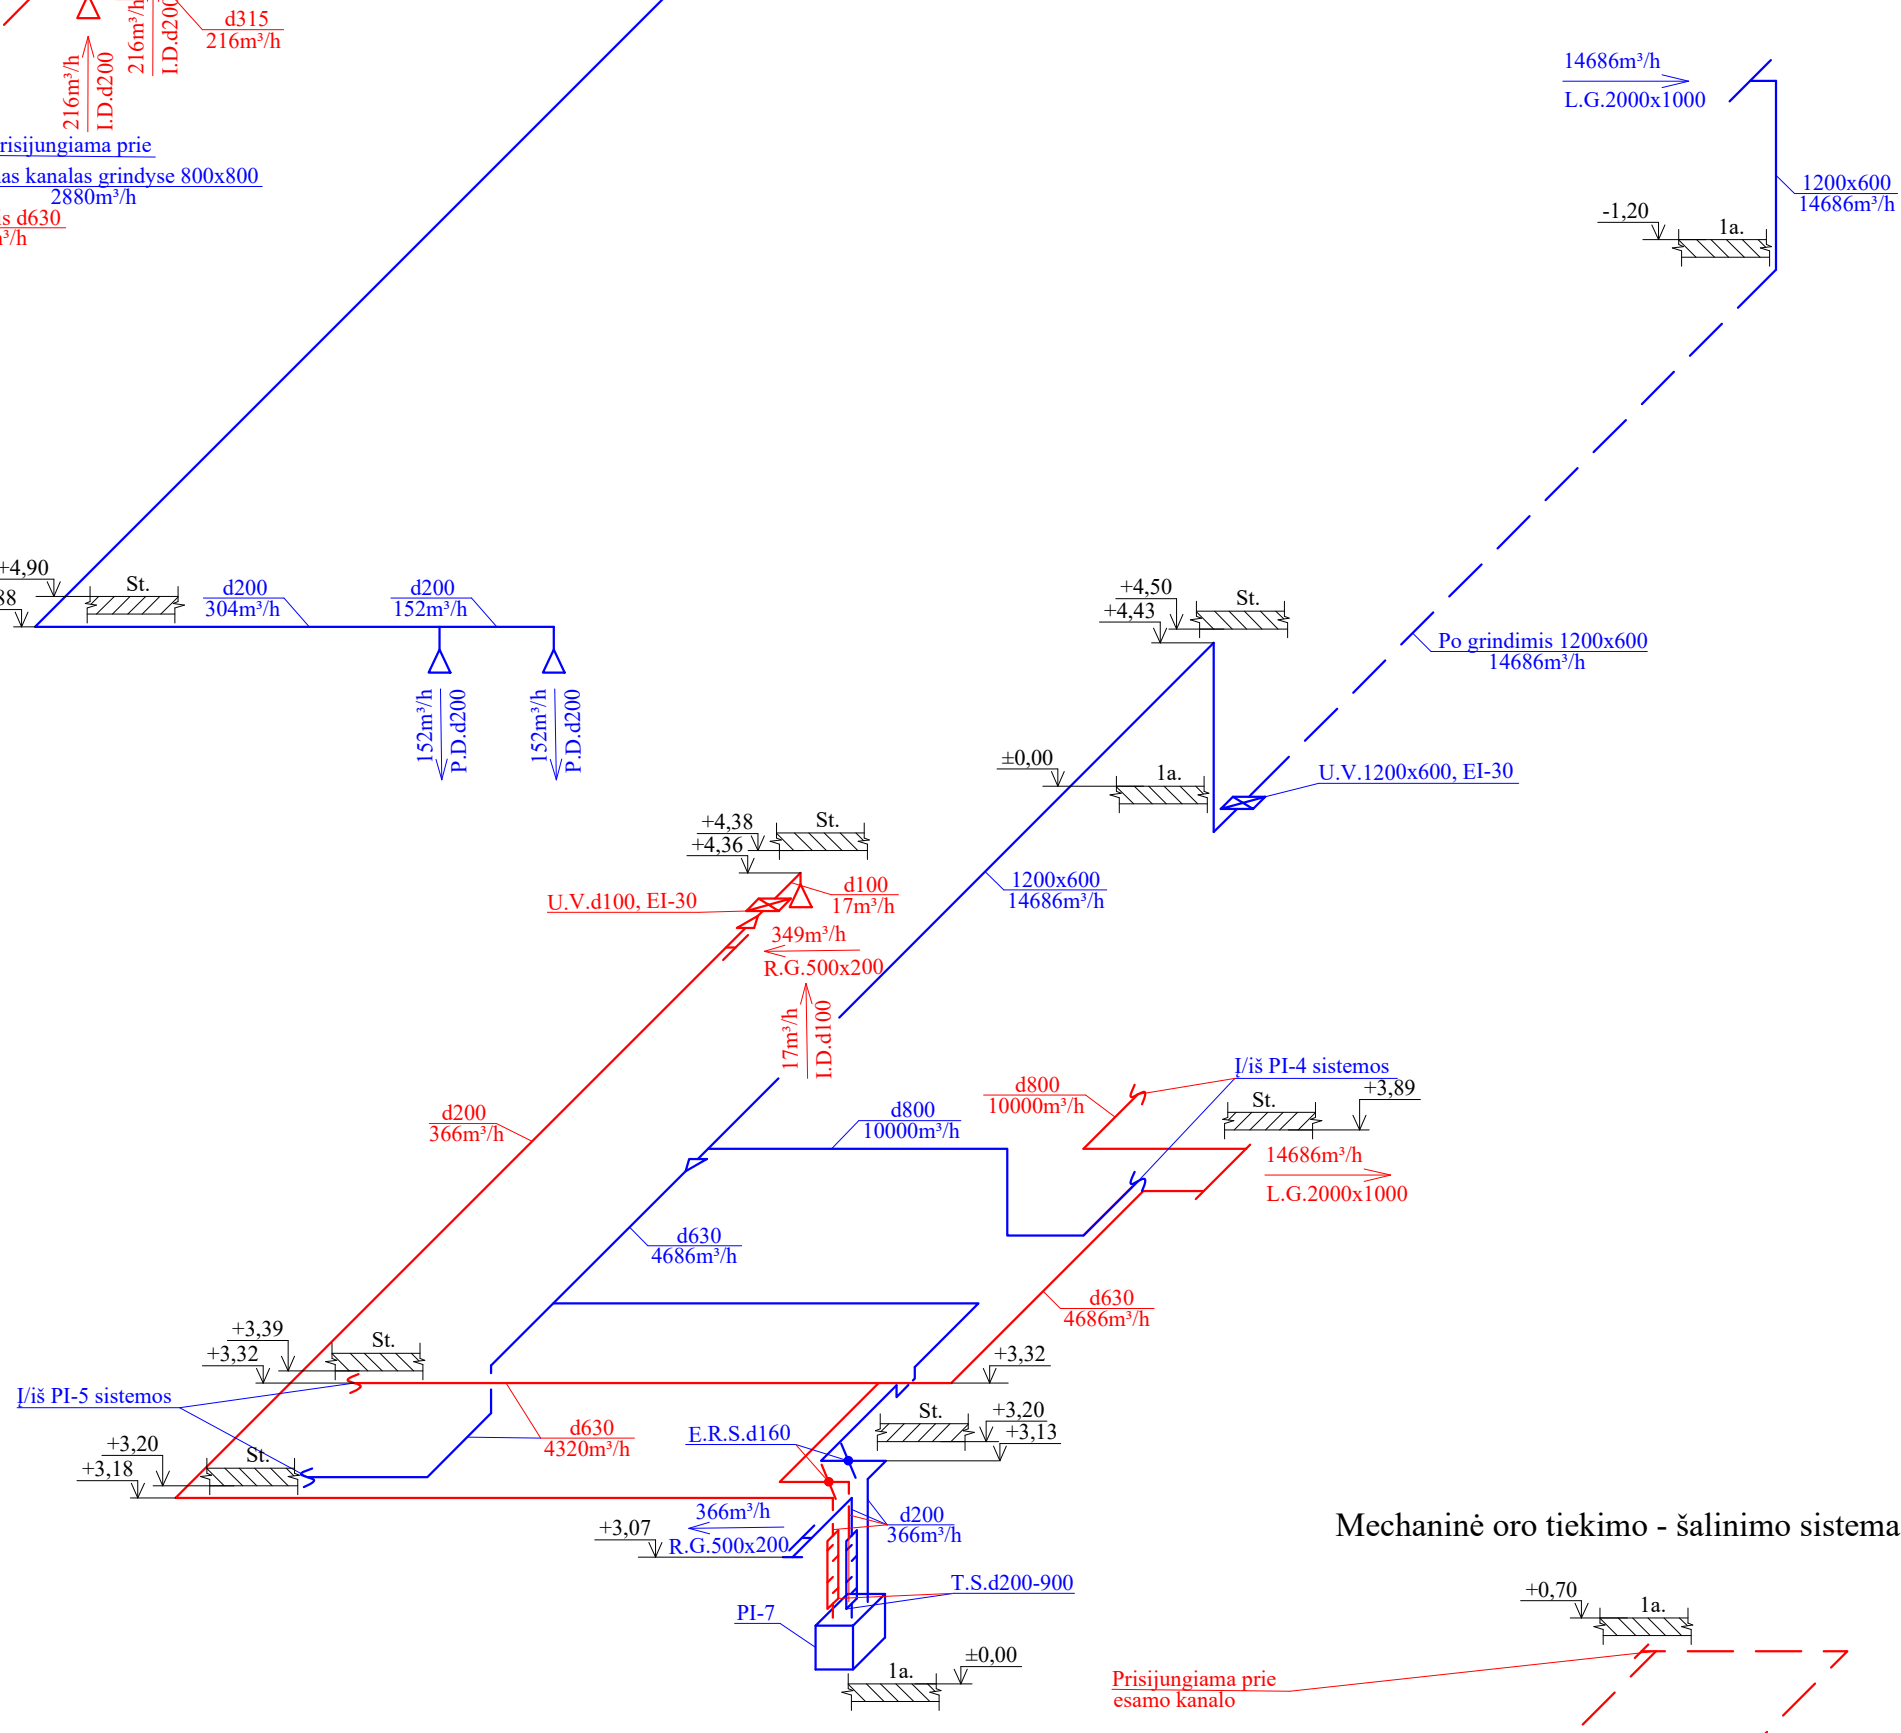 d315
216m³/h
216m³/h
I.D.d200
216m³/h
I.D.d200
risijungiama prie
as kanalas grindyse 800x800
2880m³/h
s d630
³/h
14686m³/h
L.G.2000x1000
1200x600
14686m³/h
-1,20
1a.
+4,90
88
St.
d200
304m³/h
d200
152m³/h
152m³/h
P.D.d200
152m³/h
P.D.d200
+4,50
+4,43
St.
Po grindimis 1200x600
14686m³/h
±0,00
1a.
U.V.1200x600, EI-30
+4,38
+4,36
St.
U.V.d100, EI-30
d100
17m³/h
349m³/h
R.G.500x200
17m³/h
I.D.d100
1200x600
14686m³/h
d200
366m³/h
d800
10000m³/h
d800
10000m³/h
Į/iš PI-4 sistemos
+3,89
St.
14686m³/h
L.G.2000x1000
d630
4686m³/h
d630
4686m³/h
+3,39
+3,32
St.
+3,32
Į/iš PI-5 sistemos
d630
4320m³/h
+3,20
+3,18
St.
E.R.S.d160
St.
+3,20
+3,13
366m³/h
R.G.500x200
+3,07
d200
366m³/h
T.S.d200-900
PI-7
1a.
±0,00
Mechaninė oro tiekimo - šalinimo sistema
+0,70
1a.
Prisijungiama prie
esamo kanalo